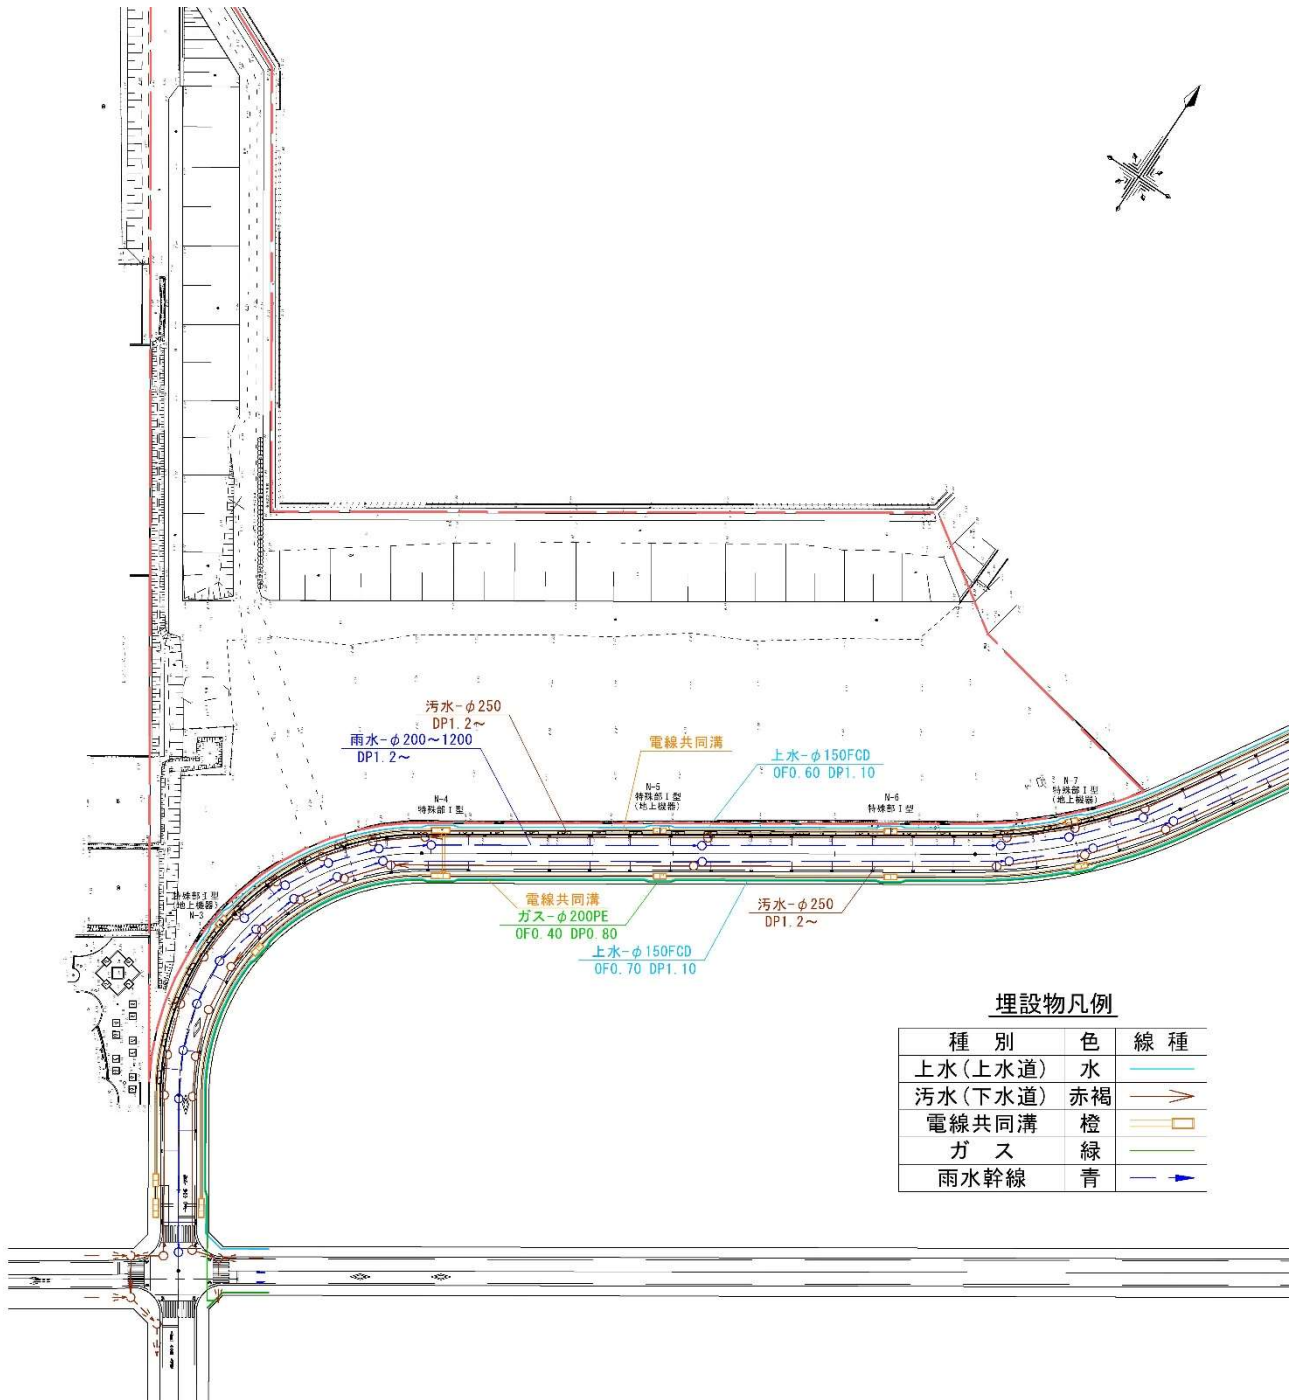 汚水-φ250
DP1.2～
雨水-φ200～1200
DP1.2～
電線共同溝
上水-φ150FCD
OF0.60 DP1.10
N-4
特殊部Ⅰ型
N-5
特殊部Ⅰ型
(地上機器)
N-6
特殊部Ⅰ型
N-7
特殊部Ⅰ型
(地上機器)
特殊部Ⅰ型
(地上機器)
N-3
電線共同溝
ガス-φ200PE
OF0.40 DP0.80
上水-φ150FCD
OF0.70 DP1.10
汚水-φ250
DP1.2～
埋設物凡例
種 別 色 線 種
上水(上水道) 水
汚水(下水道) 赤褐
電線共同溝 橙
ガ ス 緑
雨水幹線 青